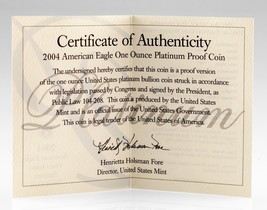 Certificate of Authenticity
2004 American Eagle One Ounce Platinum Proof Coin
The undersigned hereby certifies that this coin is a proof version
of the one ounce United States platinum bullion coin struck in accordance
with legislation passed by Congress and signed by the President, as
Public Law 104-208. This coin is produced by the United States
Mint and is an official coin of the United States Government.
This coin is legal tender of the United States of America.
Platinum
Henrietta Holsman Fore
Henrietta Holsman Fore
Director, United States Mint